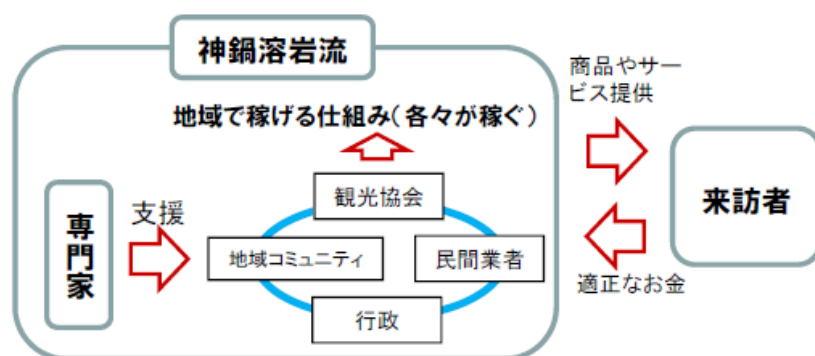 神鍋溶岩流
地域で稼げる仕組み(各々が稼ぐ)
専門家
支援
観光協会
地域コミュニティ
民間業者
行政
商品やサー
ビス提供
来訪者
適正なお金